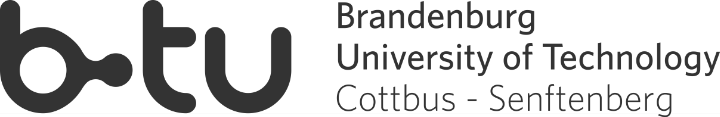 b-tu
Brandenburg
University of Technology
Cottbus - Senftenberg